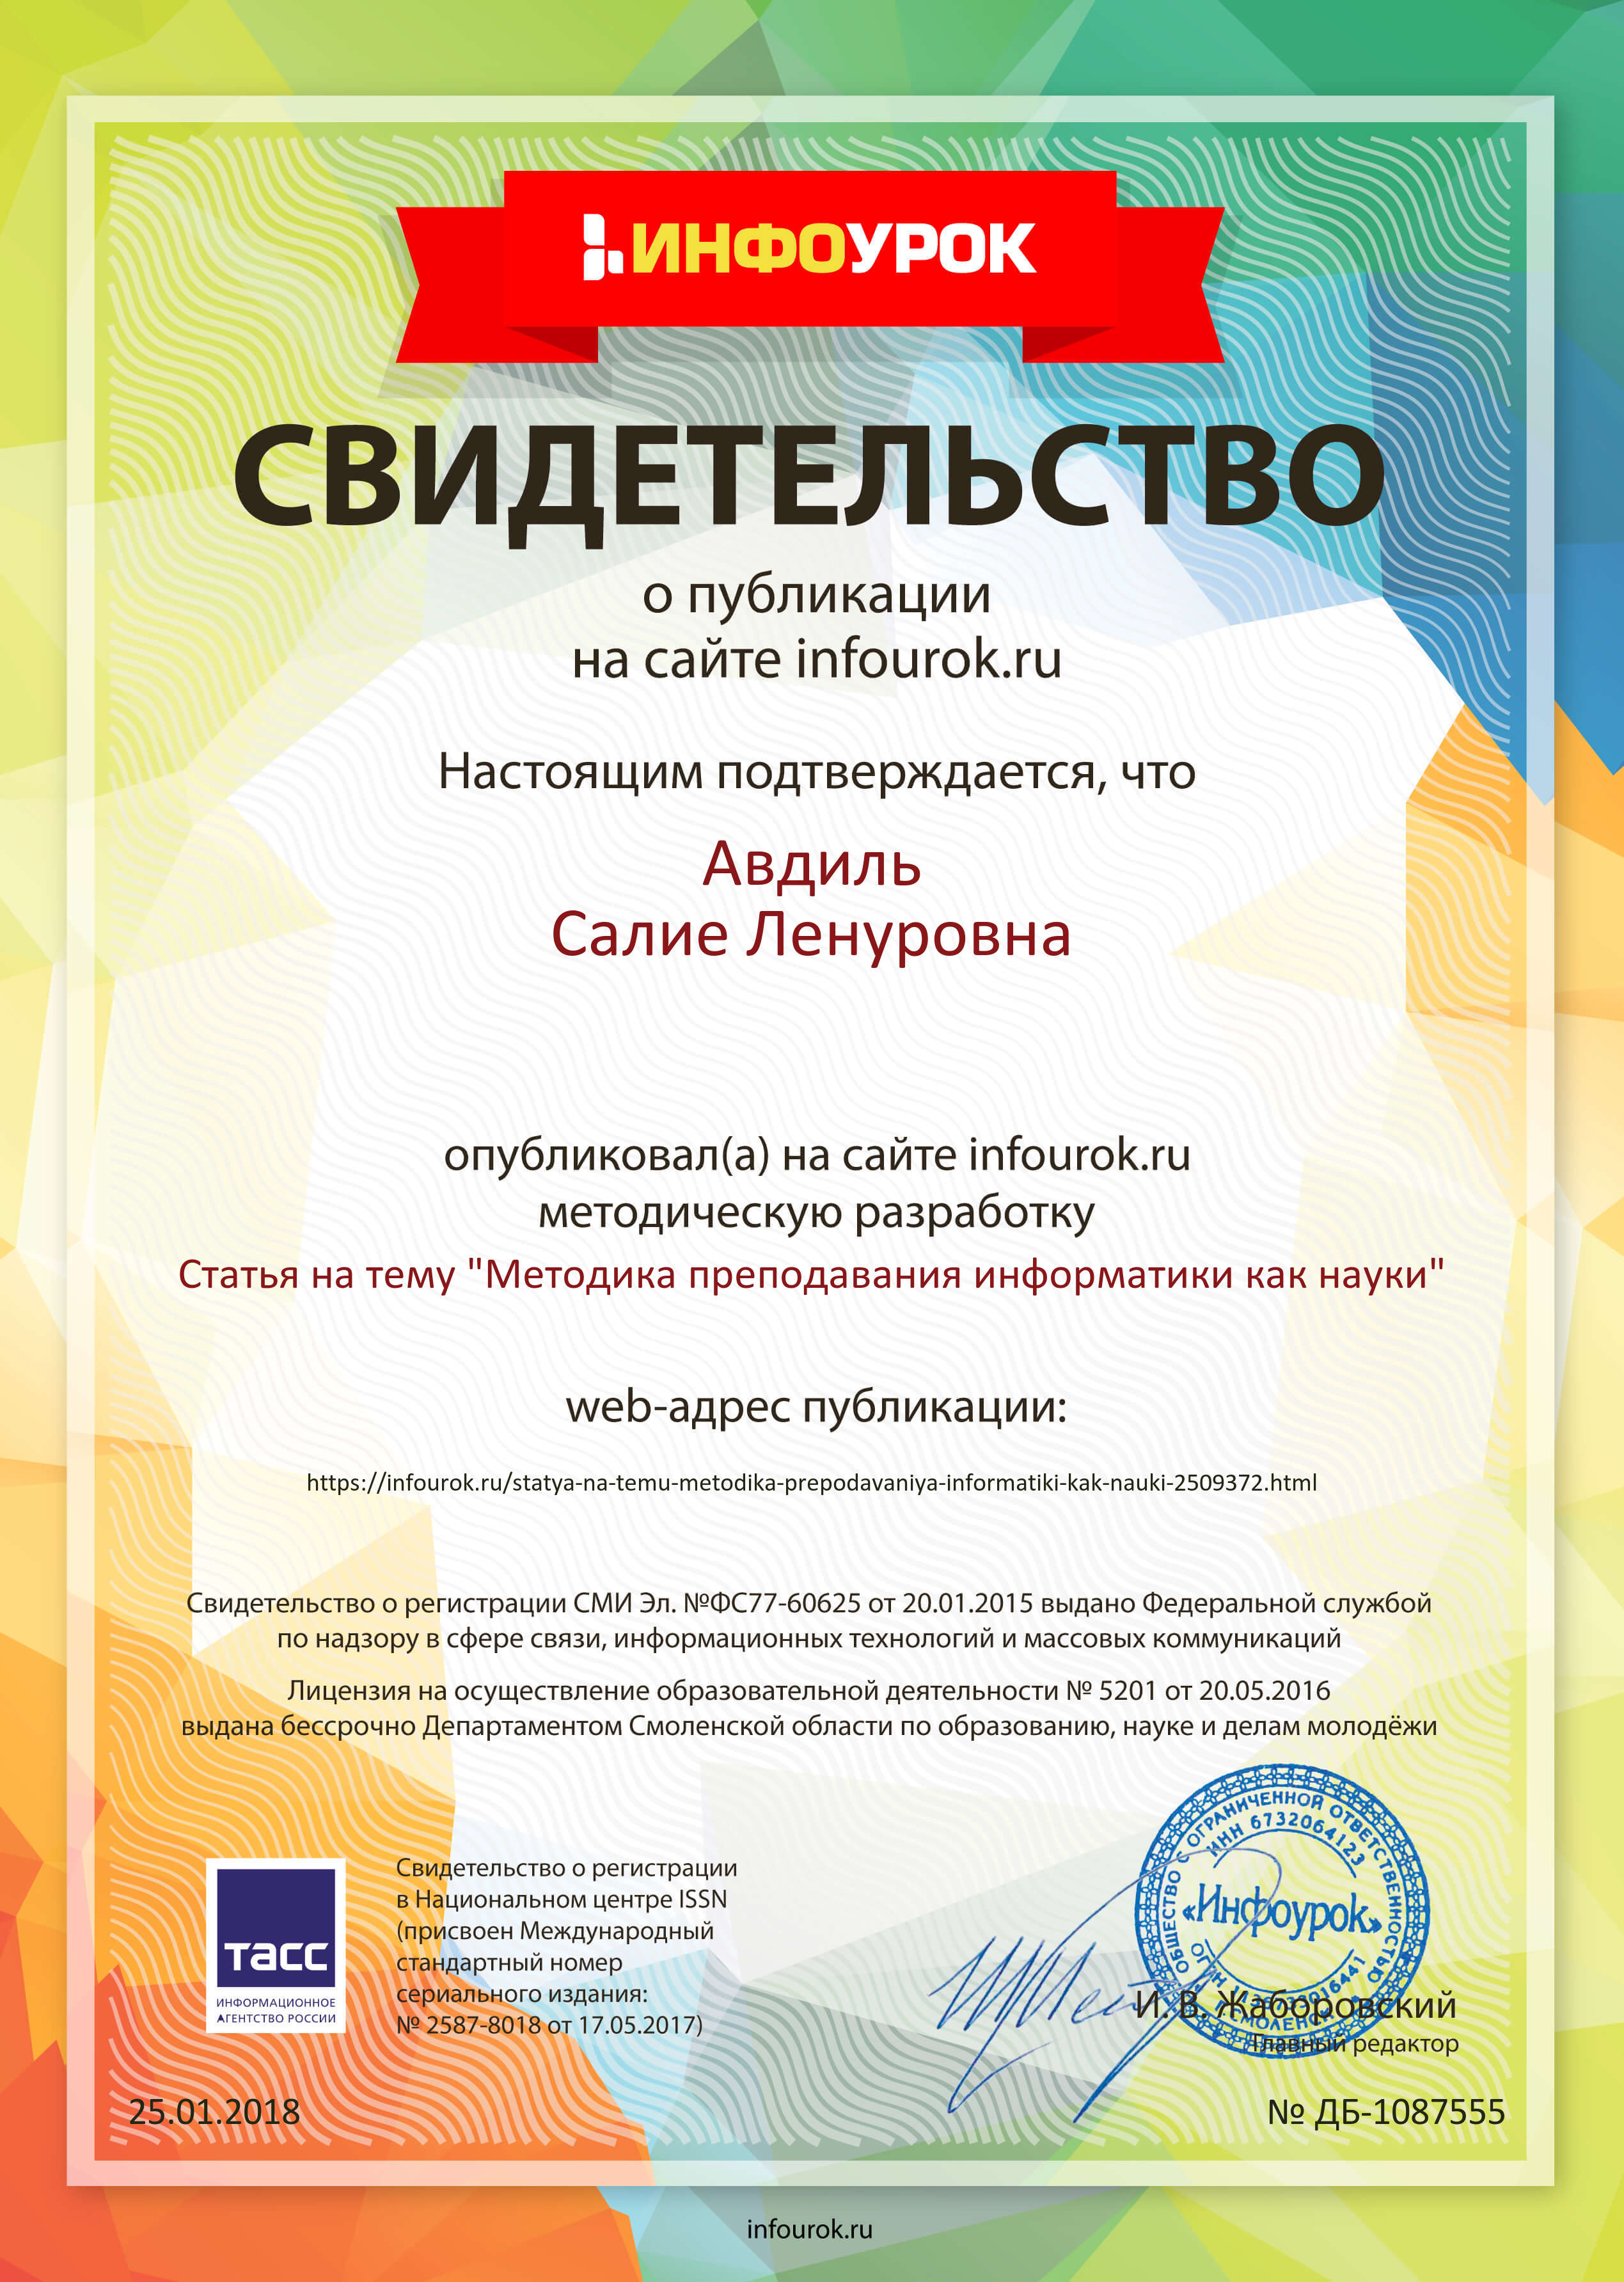 ИНФОУРОК
СВИДЕТЕЛЬСТВО
о публикации
на сайте infourok.ru
Настоящим подтверждается, что
Авдиль
Салие Ленуровна
опубликовал(а) на сайте infourok.ru
методическую разработку
Статья на тему "Методика преподавания информатики как науки"
web-адрес публикации:
https://infourok.ru/statya-na-temu-metodika-prepodavaniya-informatiki-kak-nauki-2509372.html
Свидетельство о регистрации СМИ Эл. №ФС77-60625 от 20.01.2015 выдано Федеральной службой
по надзору в сфере связи, информационных технологий и массовых коммуникаций
Лицензия на осуществление образовательной деятельности № 5201 от 20.05.2016
выдана бессрочно Департаментом Смоленской области по образованию, науке и делам молодёжи
тасс
ИНФОРМАЦИОННОЕ
АГЕНТСТВО РОССИИ
Свидетельство о регистрации
в Национальном центре ISSN
(присвоен Международный
стандартный номер
сериального издания:
№ 2587-8018 от 17.05.2017)
ОБЩЕСТВО С ОГРАНИЧЕННОЙ ОТВЕТСТВЕННОСТЬЮ
ИНН 6732064123
«Инфоурок»
ОГРН
И. В. Жаборовский
Главный редактор
25.01.2018
№ ДБ-1087555
infourok.ru